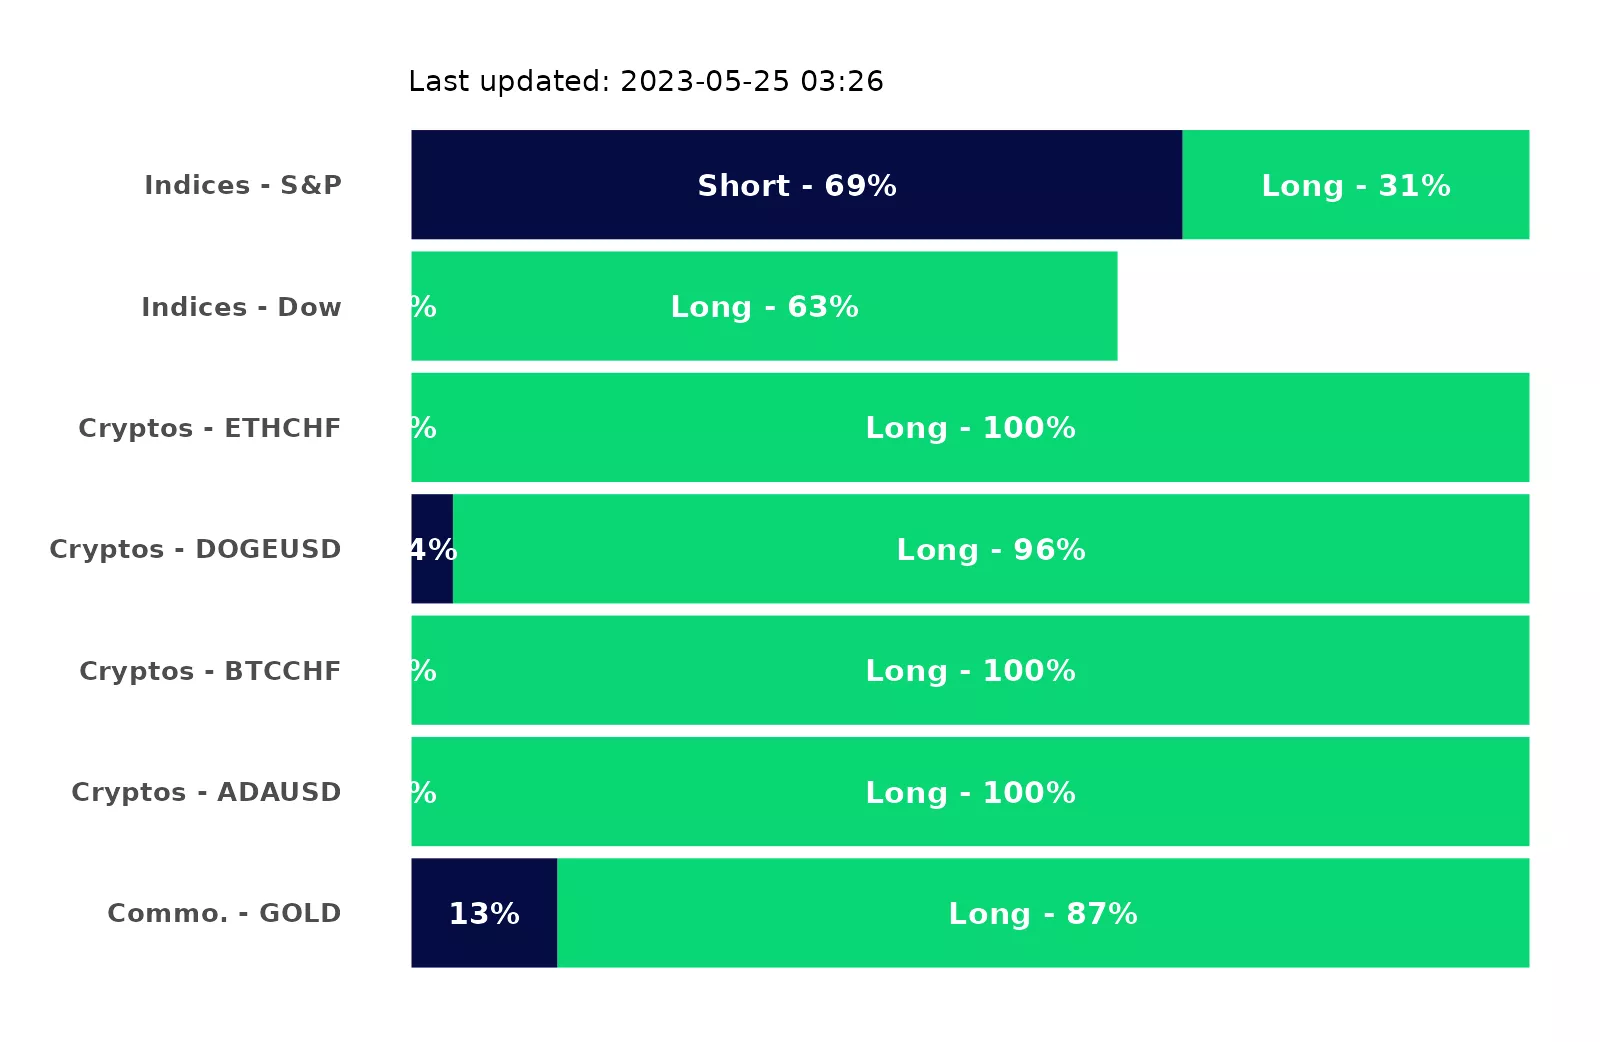 Last updated: 2023-05-25 03:26
Indices - S&P Short - 69% Long - 31%
Indices - Dow % Long - 63%
Cryptos - ETHCHF % Long - 100%
Cryptos - DOGEUSD 4% Long - 96%
Cryptos - BTCCHF % Long - 100%
Cryptos - ADAUSD % Long - 100%
Commo. - GOLD 13% Long - 87%